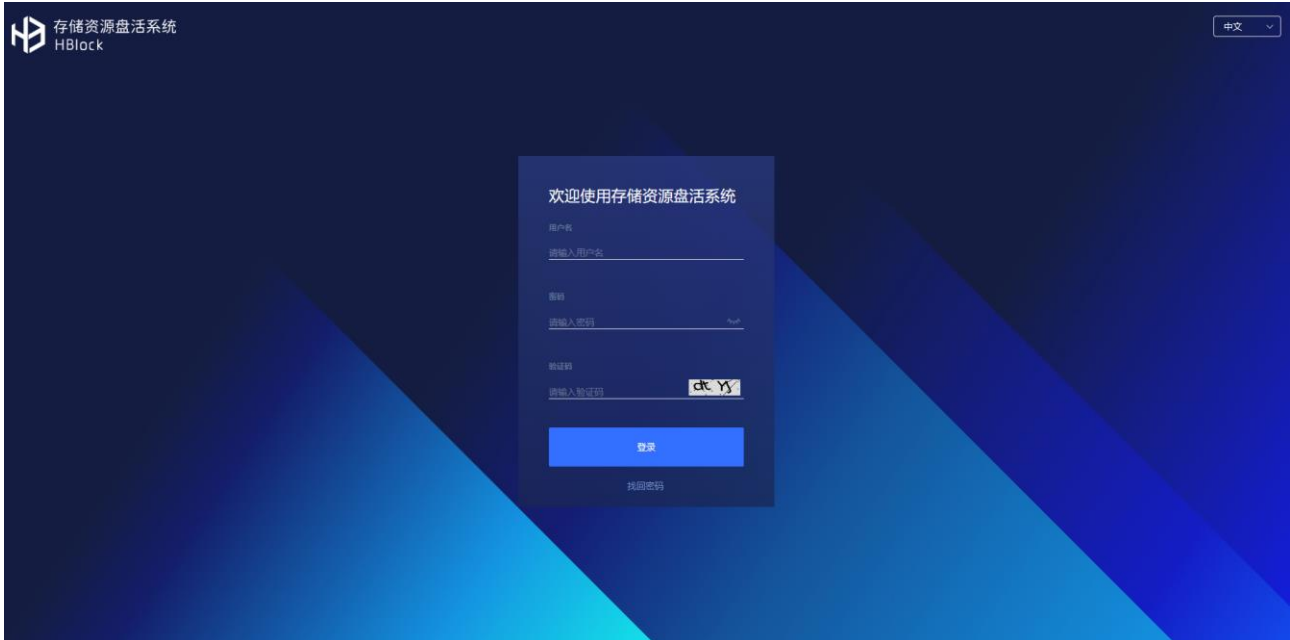 存储资源盘活系统
HBlock
中文
欢迎使用存储资源盘活系统
用户名
请输入用户名
密码
请输入密码
验证码
请输入验证码
登录
找回密码